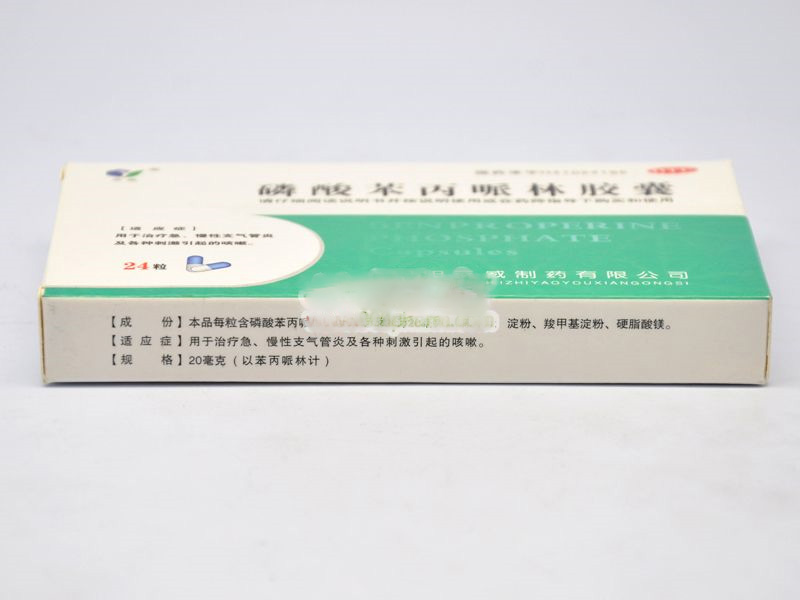 磷酸苯丙哌林胶囊
请仔细阅读说明书并按说明使用或在药师指导下购买和使用
BENPROPERINE
PHOSPHATE
Capsules
【适应症】
用于治疗急、慢性支气管炎
及各种刺激引起的咳嗽。
24粒
威制药有限公司
【成份】本品每粒含磷酸苯丙哌 淀粉、羧甲基淀粉、硬脂酸镁。
【适应症】用于治疗急、慢性支气管炎及各种刺激引起的咳嗽。
【规格】20毫克（以苯丙哌林计）